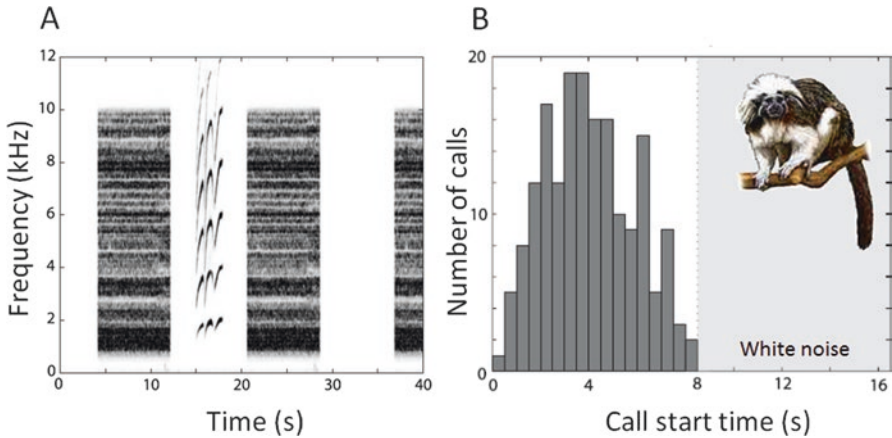 A
Frequency (kHz)
12
10
8
6
4
2
0
0 10 20 30 40
Time (s)
B
Number of calls
20
10
0
0 4 8 12 16
White noise
Call start time (s)